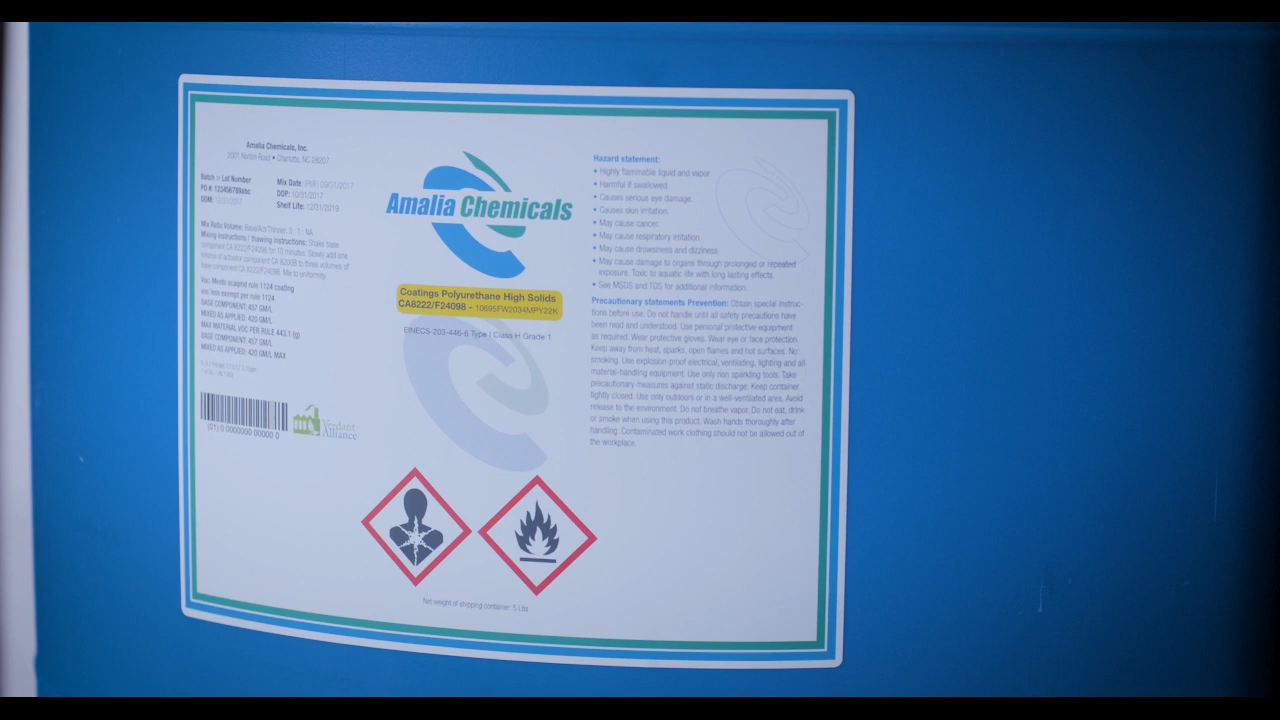 Amalia Chemicals, Inc.
2001 Norton Road • Charlotte, NC 28207
Batch or Lot Number
PO #: 123456789abc
DOM: 12/31/2017
Mix Date: (PMF) 09/31/2017
DOP: 10/31/2017
Shelf Life: 12/31/2019
Mix Ratio Volume: Base/Act/Thinner: 3 : 1 : NA
Mixing instructions / thawing instructions: Shake base
component CA 8222/F24098 for 10 minutes. Slowly add one
volume of activator component CA 8200B to three volumes of
base component CA 8222/F24098. Mix to uniformity.
Voc: Meets scaqmd rule 1124 coating
voc less exempt per rule 1124
BASE COMPONENT: 457 GM/L
MIXED AS APPLIED: 420 GM/L
MAX MATERIAL VOC PER RULE 443.1 (g)
BASE COMPONENT: 457 GM/L
MIXED AS APPLIED: 420 GM/L MAX
(01) 0 0000000 00000 0
Verdant
Alliance
Amalia Chemicals
Coatings Polyurethane High Solids
CA8222/F24098 - 10695FW2034MPY22K
EINECS-203-446-6 Type I Class H Grade 1
Net weight of shipping container: 5 Lbs
Hazard statement:
• Highly flammable liquid and vapor
• Harmful if swallowed.
• Causes serious eye damage.
• Causes skin irritation.
• May cause cancer.
• May cause respiratory irritation
• May cause drowsiness and dizziness
• May cause damage to organs through prolonged or repeated
exposure. Toxic to aquatic life with long lasting effects.
• See MSDS and TDS for additional information.
Precautionary statements Prevention: Obtain special instruc-
tions before use. Do not handle until all safety precautions have
been read and understood. Use personal protective equipment
as required. Wear protective gloves. Wear eye or face protection.
Keep away from heat, sparks, open flames and hot surfaces. No
smoking. Use explosion-proof electrical, ventilating, lighting and all
material-handling equipment. Use only non sparkling tools. Take
precautionary measures against static discharge. Keep container
tightly closed. Use only outdoors or in a well-ventilated area. Avoid
release to the environment. Do not breathe vapor. Do not eat, drink
or smoke when using this product. Wash hands thoroughly after
handling. Contaminated work clothing should not be allowed out of
the workplace.